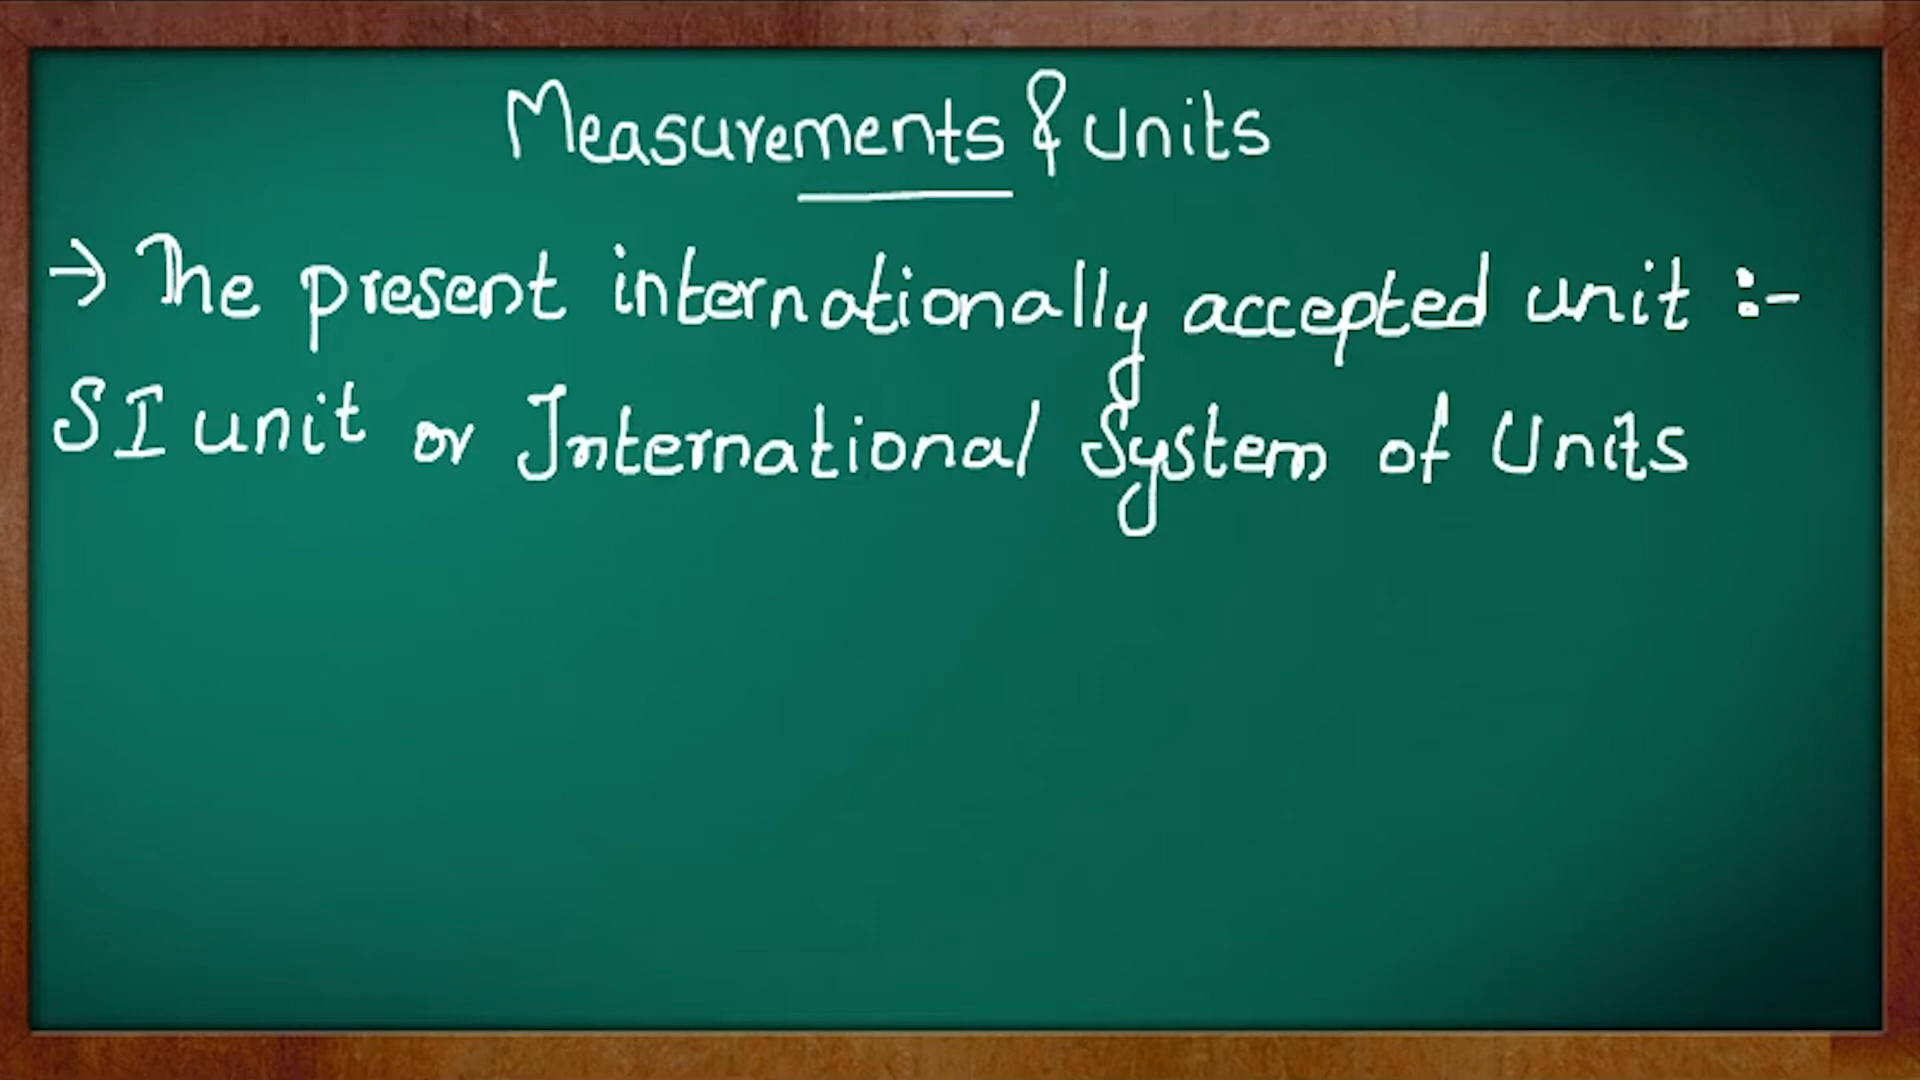 Measurements & units
→ The present internationally accepted unit :-
SI unit or International System of Units